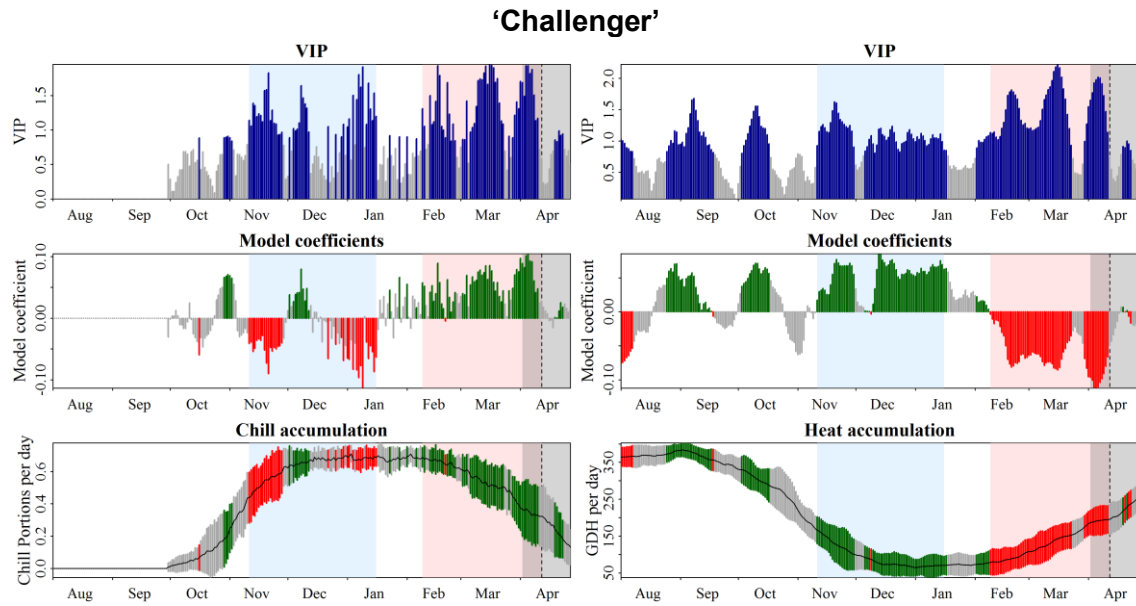 ‘Challenger’
VIP
VIP
1.5
1.0
0.5
0.0
Aug Sep Oct Nov Dec Jan Feb Mar Apr
VIP
VIP
2.0
1.5
1.0
0.5
Aug Sep Oct Nov Dec Jan Feb Mar Apr
Model coefficients
Model coefficient
0.10
0.00
-0.10
Aug Sep Oct Nov Dec Jan Feb Mar Apr
Model coefficients
Model coefficient
0.00
-0.10
Aug Sep Oct Nov Dec Jan Feb Mar Apr
Chill accumulation
Chill Portions per day
0.6
0.4
0.2
0.0
Aug Sep Oct Nov Dec Jan Feb Mar Apr
Heat accumulation
GDH per day
350
250
150
50
Aug Sep Oct Nov Dec Jan Feb Mar Apr